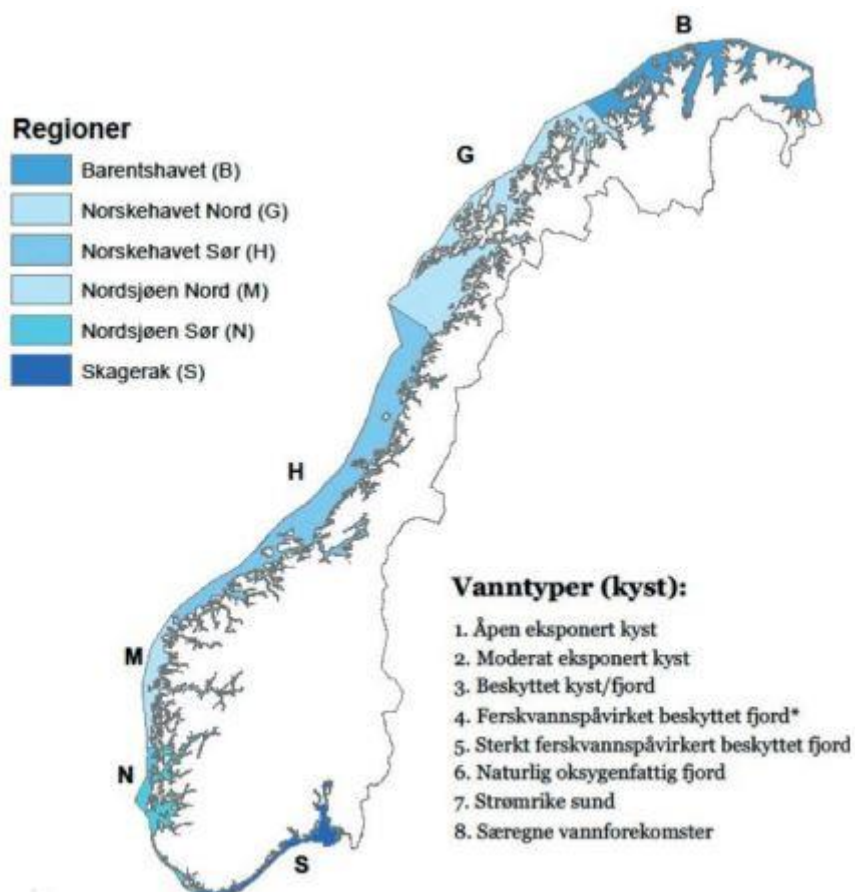 B
Regioner
Barentshavet (B)
Norskehavet Nord (G)
Norskehavet Sør (H)
Nordsjøen Nord (M)
Nordsjøen Sør (N)
Skagerak (S)
G
H
M
N
S
Vanntyper (kyst):
1. Åpen eksponert kyst
2. Moderat eksponert kyst
3. Beskyttet kyst/fjord
4. Ferskvannspåvirket beskyttet fjord*
5. Sterkt ferskvannspåvirkert beskyttet fjord
6. Naturlig oksygenfattig fjord
7. Strømrike sund
8. Særegne vannforekomster